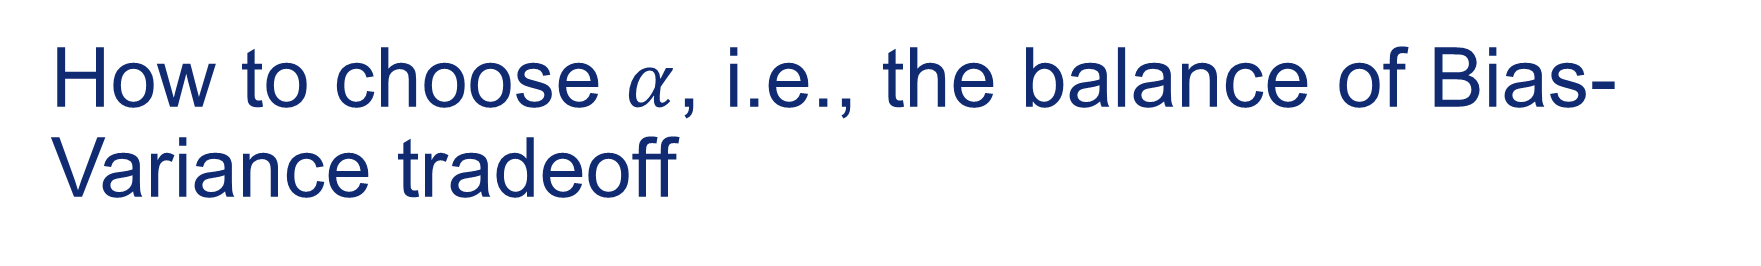 How to choose 𝛼, i.e., the balance of Bias-
Variance tradeoff